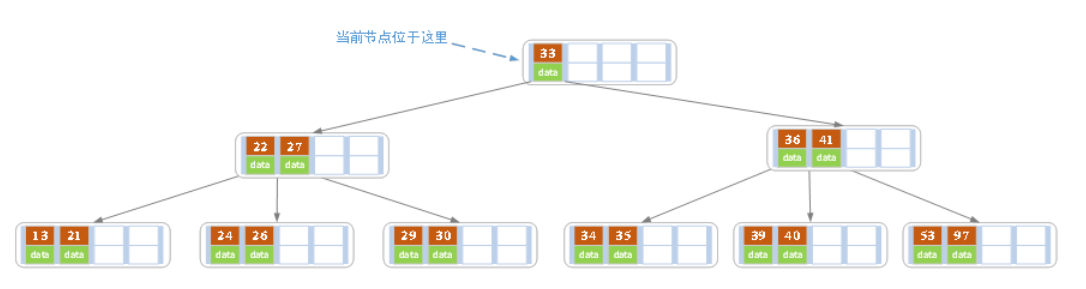 当前节点位于这里
33
data
22 27
data data
36 41
data data
13 21
data data
24 26
data data
29 30
data data
34 35
data data
39 40
data data
53 97
data data